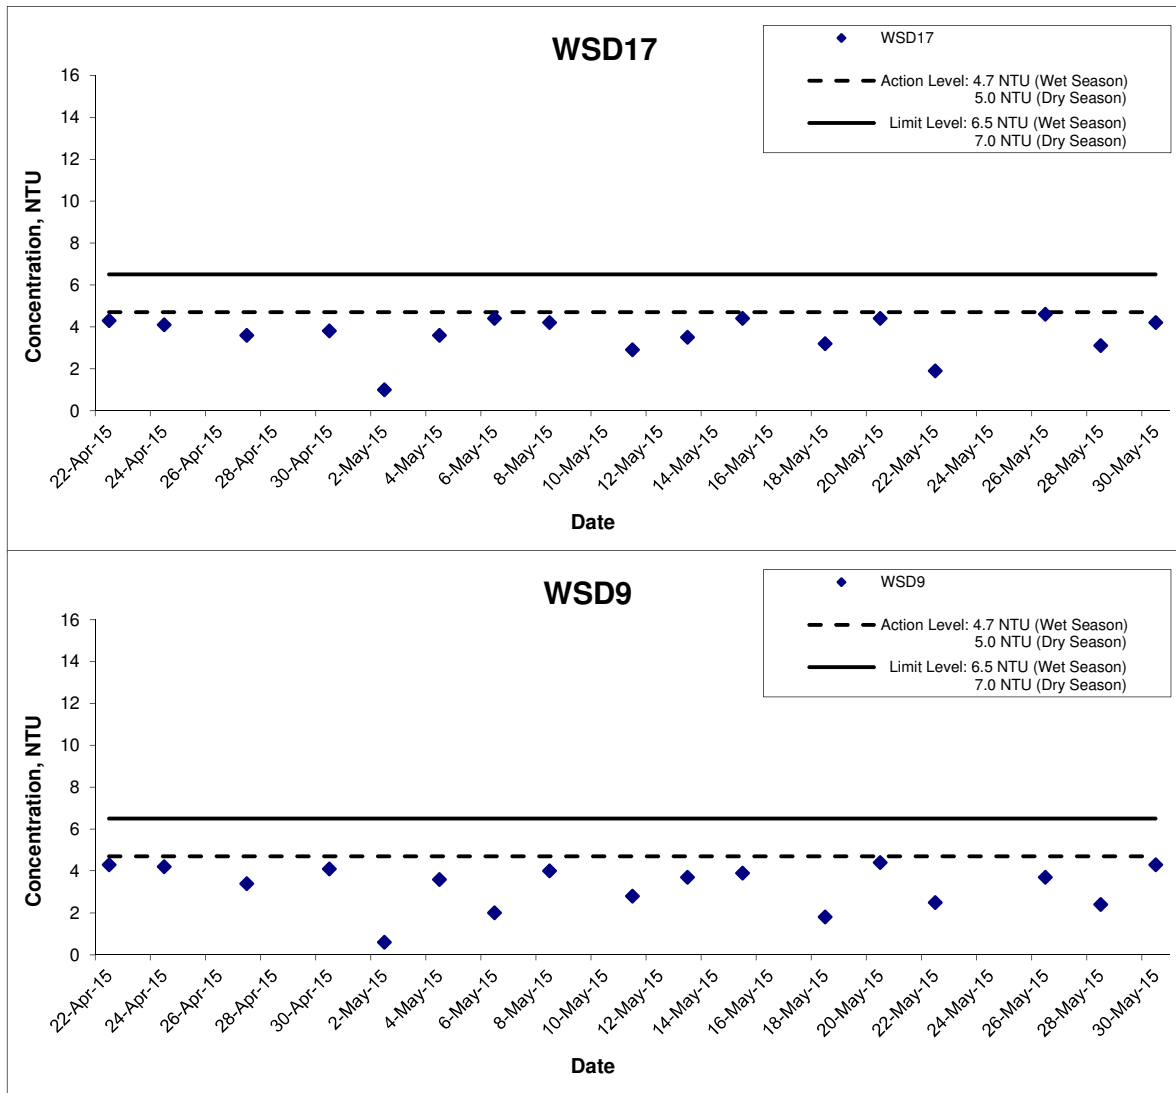 WSD17
WSD17
Action Level: 4.7 NTU (Wet Season)
5.0 NTU (Dry Season)
Limit Level: 6.5 NTU (Wet Season)
7.0 NTU (Dry Season)
Concentration, NTU
16
14
12
10
8
6
4
2
0
22-Apr-15
24-Apr-15
26-Apr-15
28-Apr-15
30-Apr-15
2-May-15
4-May-15
6-May-15
8-May-15
10-May-15
12-May-15
14-May-15
16-May-15
18-May-15
20-May-15
22-May-15
24-May-15
26-May-15
28-May-15
30-May-15
Date
WSD9
WSD9
Action Level: 4.7 NTU (Wet Season)
5.0 NTU (Dry Season)
Limit Level: 6.5 NTU (Wet Season)
7.0 NTU (Dry Season)
Concentration, NTU
16
14
12
10
8
6
4
2
0
22-Apr-15
24-Apr-15
26-Apr-15
28-Apr-15
30-Apr-15
2-May-15
4-May-15
6-May-15
8-May-15
10-May-15
12-May-15
14-May-15
16-May-15
18-May-15
20-May-15
22-May-15
24-May-15
26-May-15
28-May-15
30-May-15
Date